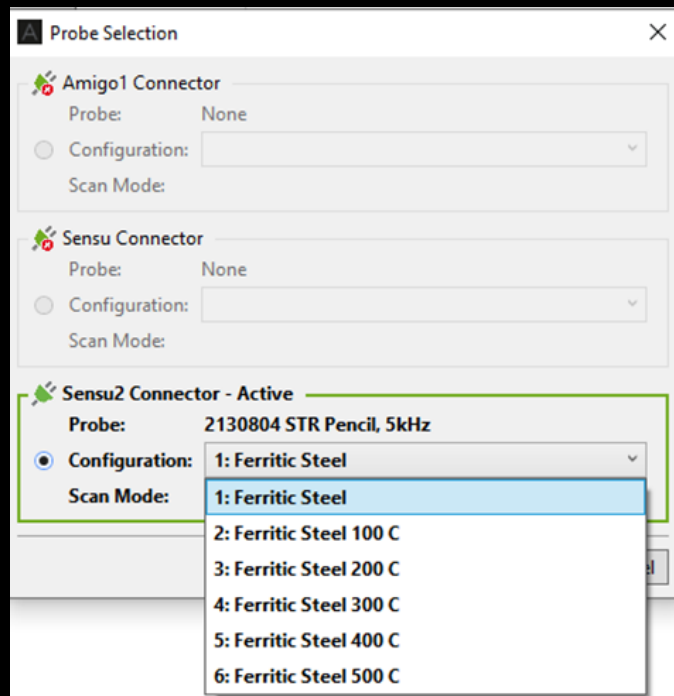 Probe Selection
Amigo1 Connector
Probe: None
Configuration:
Scan Mode:
Sensu Connector
Probe: None
Configuration:
Scan Mode:
Sensu2 Connector - Active
Probe: 2130804 STR Pencil, 5kHz
Configuration: 1: Ferritic Steel
Scan Mode: 1: Ferritic Steel
2: Ferritic Steel 100 C
3: Ferritic Steel 200 C
4: Ferritic Steel 300 C
5: Ferritic Steel 400 C
6: Ferritic Steel 500 C